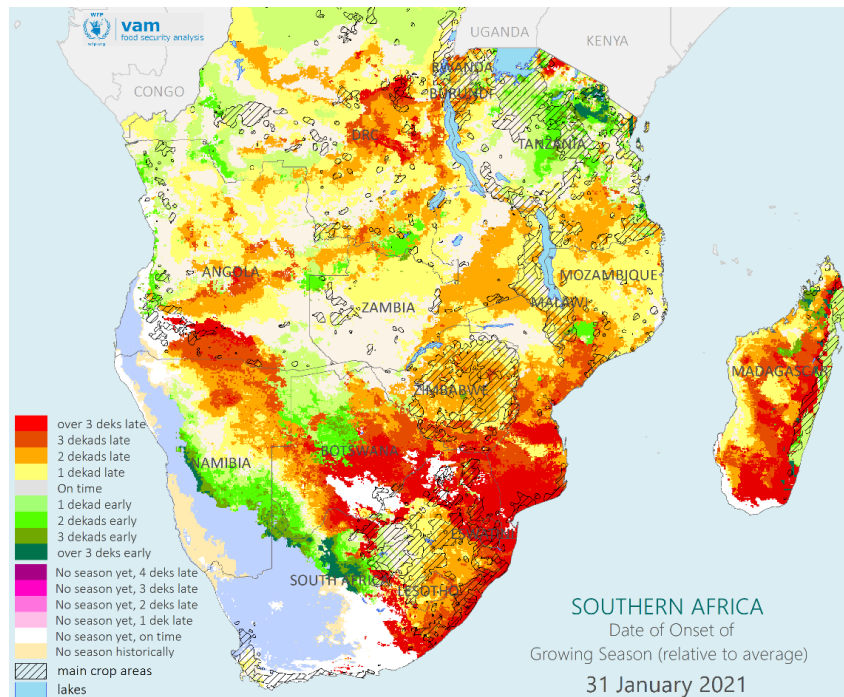 WFP
wfp.org
vam
food security analysis
UGANDA
KENYA
CONGO
RWANDA
BURUNDI
DRC
TANZANIA
ANGOLA
ZAMBIA
MOZAMBIQUE
MALAWI
ZIMBABWE
MADAGASCAR
NAMIBIA
BOTSWANA
SOUTH AFRICA
LESOTHO
over 3 deks late
3 dekads late
2 dekads late
1 dekad late
On time
1 dekad early
2 dekads early
3 dekads early
over 3 deks early
No season yet, 4 deks late
No season yet, 3 deks late
No season yet, 2 deks late
No season yet, 1 dek late
No season yet, on time
No season historically
main crop areas
lakes
SOUTHERN AFRICA
Date of Onset of
Growing Season (relative to average)
31 January 2021